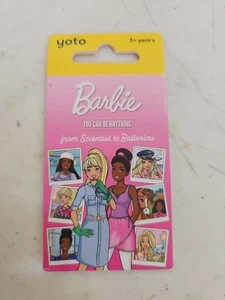 yoto
3+ years
Barbie
YOU CAN BE ANYTHING
from Scientist to Ballerina